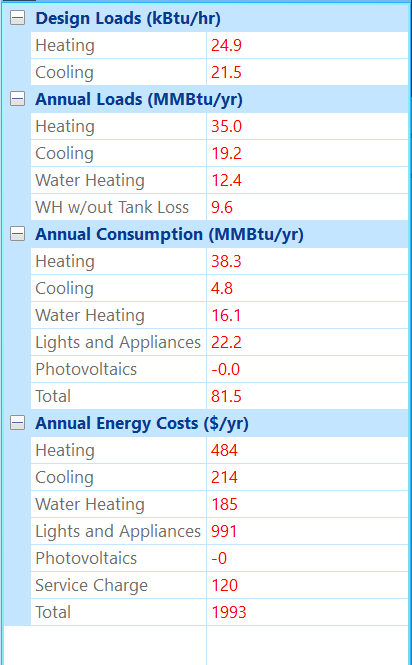 Design Loads (kBtu/hr)
Heating 24.9
Cooling 21.5
Annual Loads (MMBtu/yr)
Heating 35.0
Cooling 19.2
Water Heating 12.4
WH w/out Tank Loss 9.6
Annual Consumption (MMBtu/yr)
Heating 38.3
Cooling 4.8
Water Heating 16.1
Lights and Appliances 22.2
Photovoltaics -0.0
Total 81.5
Annual Energy Costs ($/yr)
Heating 484
Cooling 214
Water Heating 185
Lights and Appliances 991
Photovoltaics -0
Service Charge 120
Total 1993